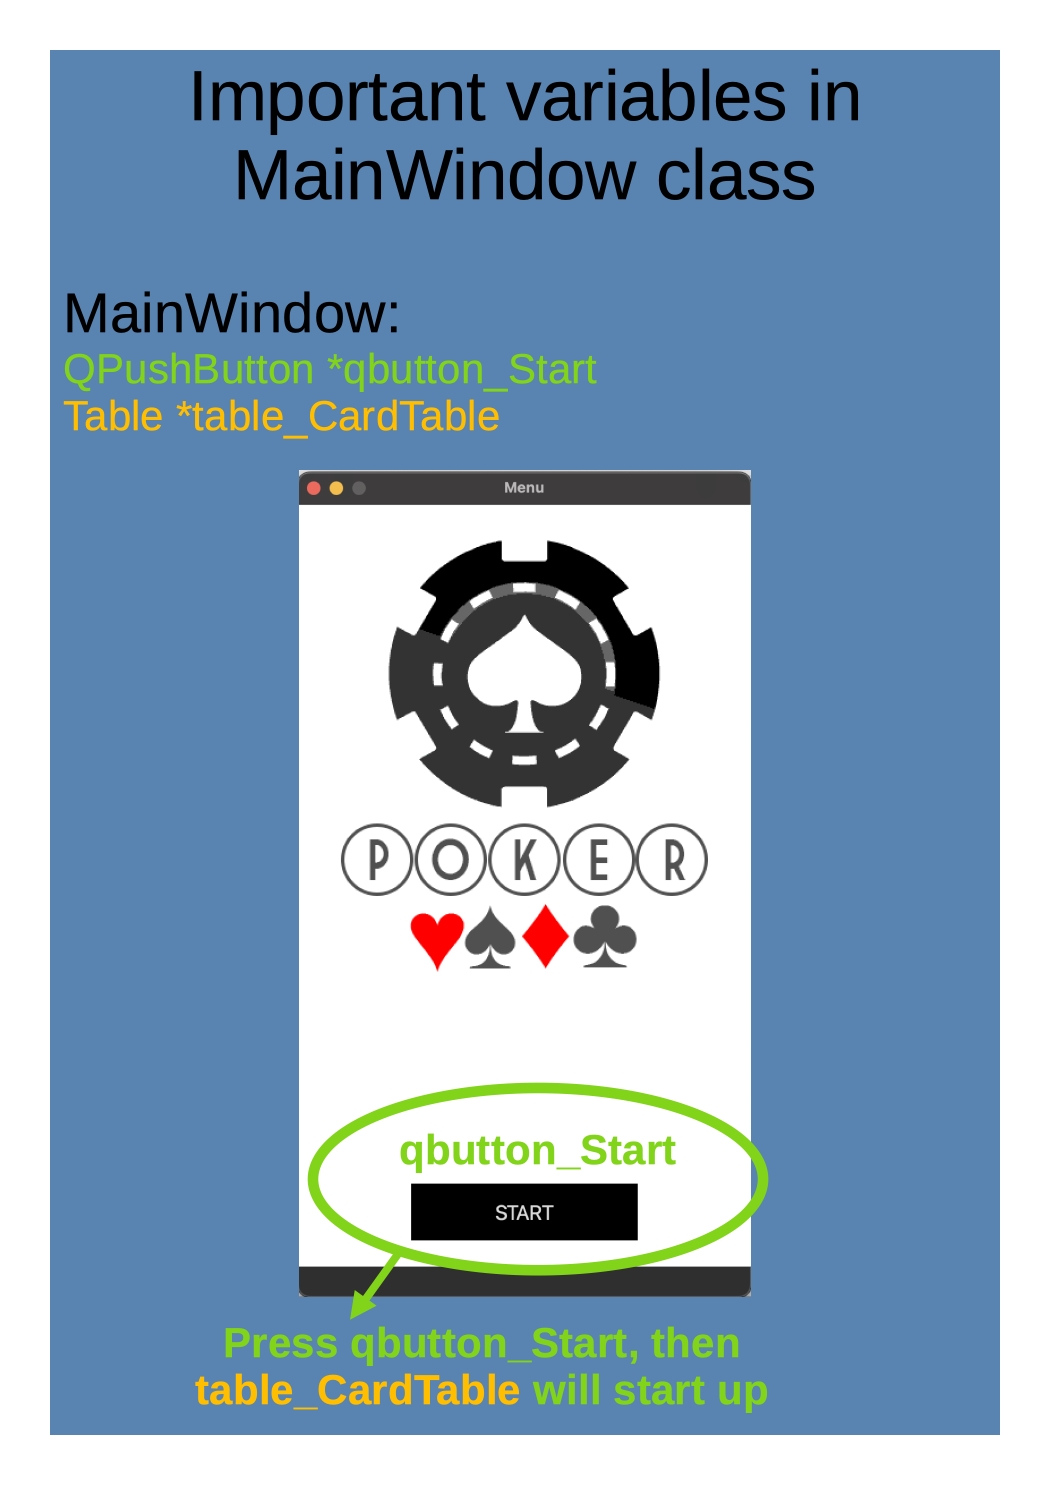 Important variables in
MainWindow class
MainWindow:
QPushButton *qbutton_Start
Table *table_CardTable
Menu
POKER
qbutton_Start
START
Press qbutton_Start, then
table_CardTable will start up